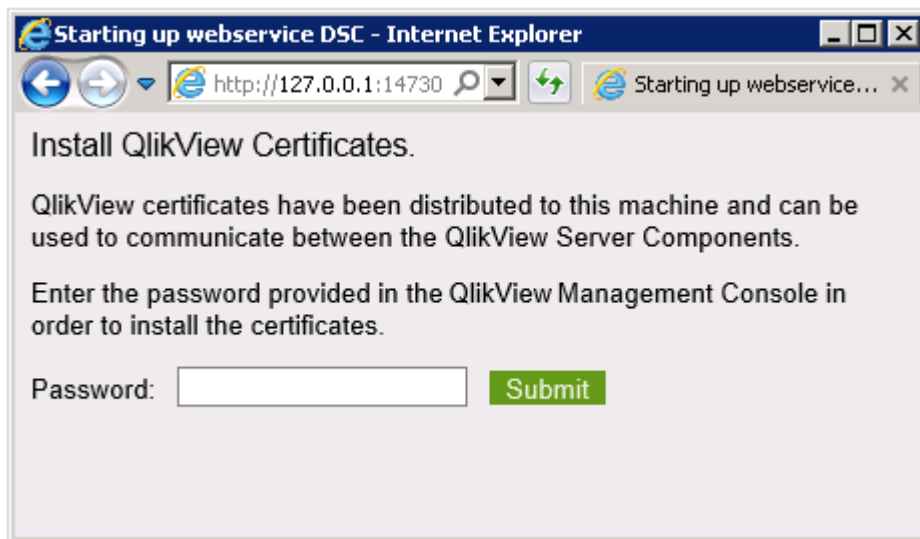 Starting up webservice DSC - Internet Explorer
http://127.0.0.1:14730
Starting up webservice...
Install QlikView Certificates.
QlikView certificates have been distributed to this machine and can be
used to communicate between the QlikView Server Components.
Enter the password provided in the QlikView Management Console in
order to install the certificates.
Password:
Submit